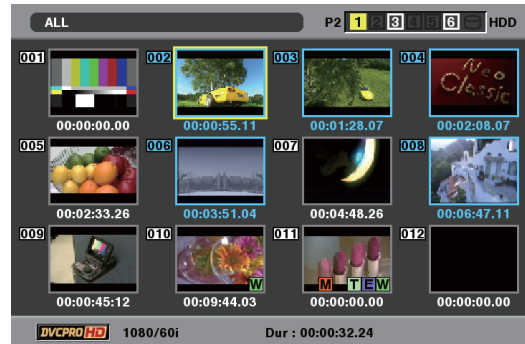 ALL P2 1 2 3 4 5 6 HDD
001 002 003 004
Neo
Classic
00:00:00.00 00:00:55.11 00:01:28.07 00:02:08.07
005 006 007 008
00:02:33.26 00:03:51.04 00:04:48.26 00:06:47.11
009 010 011 012
W M T E W
00:00:45:12 00:09:44.03 00:00:00.00 00:00:00.00
DVCPRO HD 1080/60i Dur : 00:00:32.24